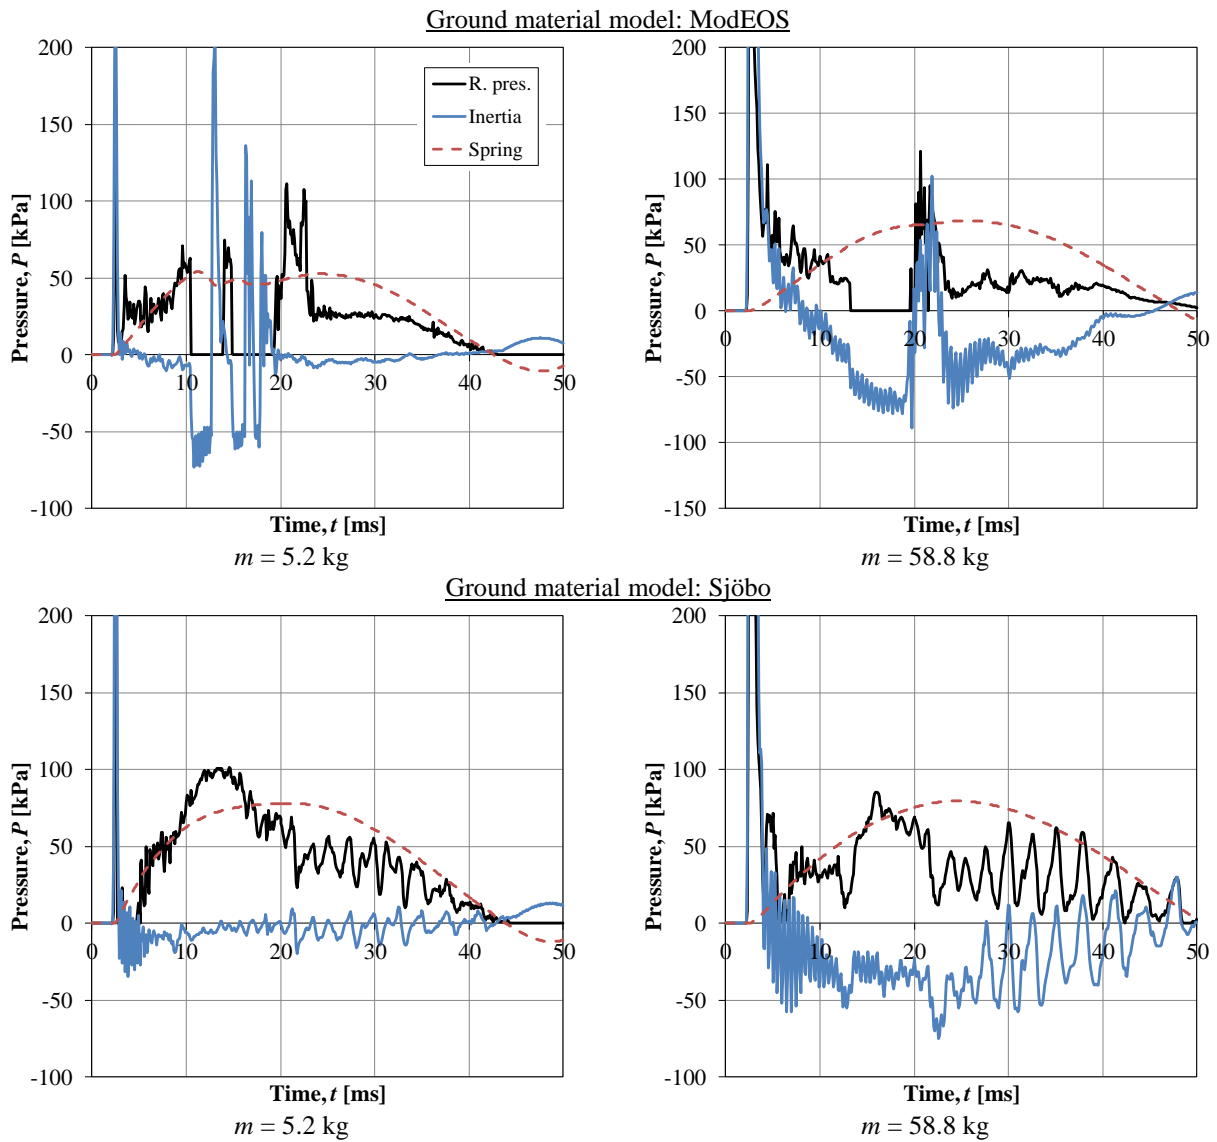 Ground material model: ModEOS
200
150
100
50
0
-50
-100
0 10 20 30 40 50
Pressure, P [kPa]
Time, t [ms]
R. pres.
Inertia
Spring
m = 5.2 kg
200
150
100
50
0
-50
-100
-150
0 10 20 30 40 50
Pressure, P [kPa]
Time, t [ms]
m = 58.8 kg
Ground material model: Sjöbo
200
150
100
50
0
-50
-100
0 10 20 30 40 50
Pressure, P [kPa]
Time, t [ms]
m = 5.2 kg
200
150
100
50
0
-50
-100
0 10 20 30 40 50
Pressure, P [kPa]
Time, t [ms]
m = 58.8 kg